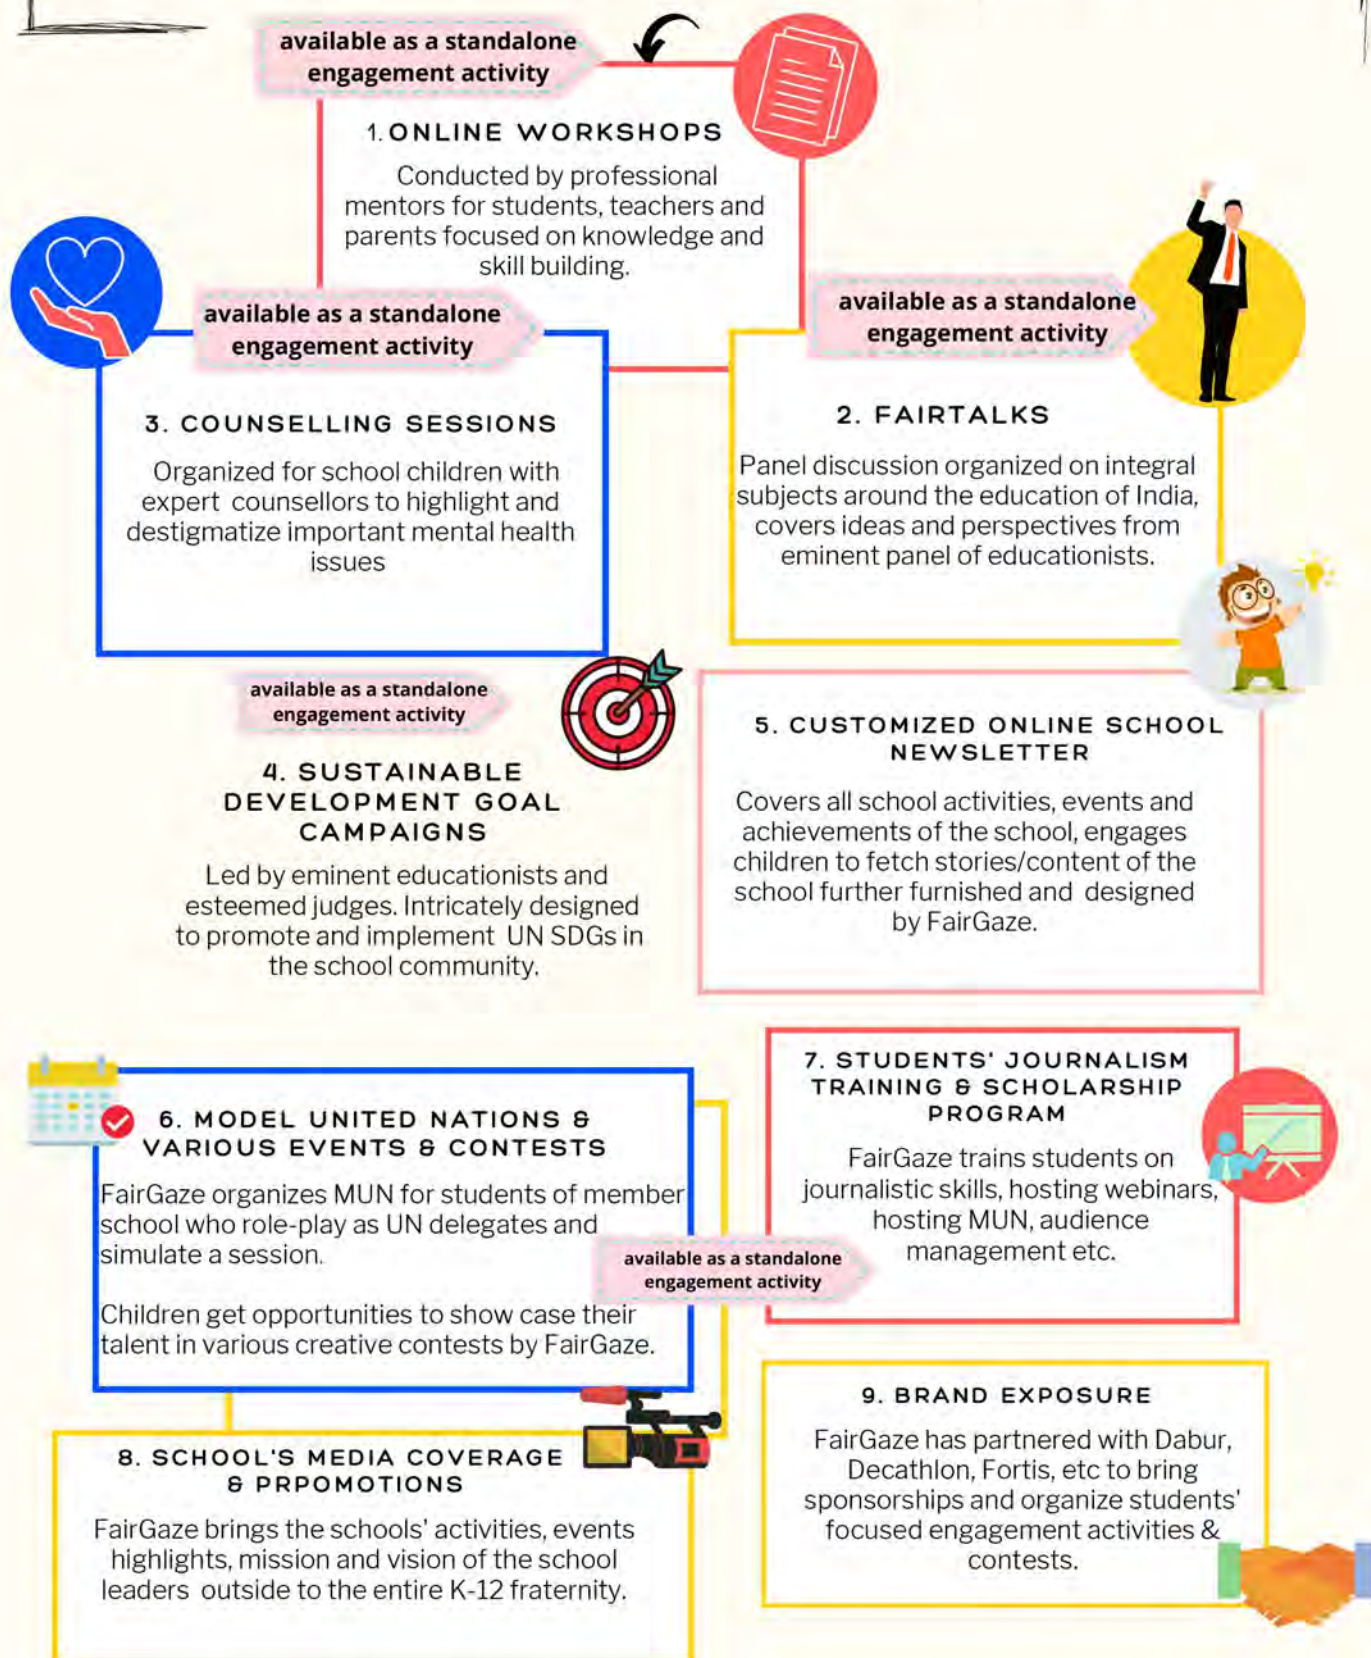 available as a standalone
engagement activity
1. ONLINE WORKSHOPS
Conducted by professional
mentors for students, teachers and
parents focused on knowledge and
skill building.
available as a standalone
engagement activity
2. FAIRTALKS
Panel discussion organized on integral
subjects around the education of India,
covers ideas and perspectives from
eminent panel of educationists.
available as a standalone
engagement activity
3. COUNSELLING SESSIONS
Organized for school children with
expert counsellors to highlight and
destigmatize important mental health
issues
available as a standalone
engagement activity
4. SUSTAINABLE
DEVELOPMENT GOAL
CAMPAIGNS
Led by eminent educationists and
esteemed judges. Intricately designed
to promote and implement UN SDGs in
the school community.
5. CUSTOMIZED ONLINE SCHOOL
NEWSLETTER
Covers all school activities, events and
achievements of the school, engages
children to fetch stories/content of the
school further furnished and designed
by FairGaze.
6. MODEL UNITED NATIONS &
VARIOUS EVENTS & CONTESTS
FairGaze organizes MUN for students of member
school who role-play as UN delegates and
simulate a session.
Children get opportunities to show case their
talent in various creative contests by FairGaze.
available as a standalone
engagement activity
7. STUDENTS' JOURNALISM
TRAINING & SCHOLARSHIP
PROGRAM
FairGaze trains students on
journalistic skills, hosting webinars,
hosting MUN, audience
management etc.
8. SCHOOL'S MEDIA COVERAGE
& PRPOMOTIONS
FairGaze brings the schools' activities, events
highlights, mission and vision of the school
leaders outside to the entire K-12 fraternity.
9. BRAND EXPOSURE
FairGaze has partnered with Dabur,
Decathlon, Fortis, etc to bring
sponsorships and organize students'
focused engagement activities &
contests.